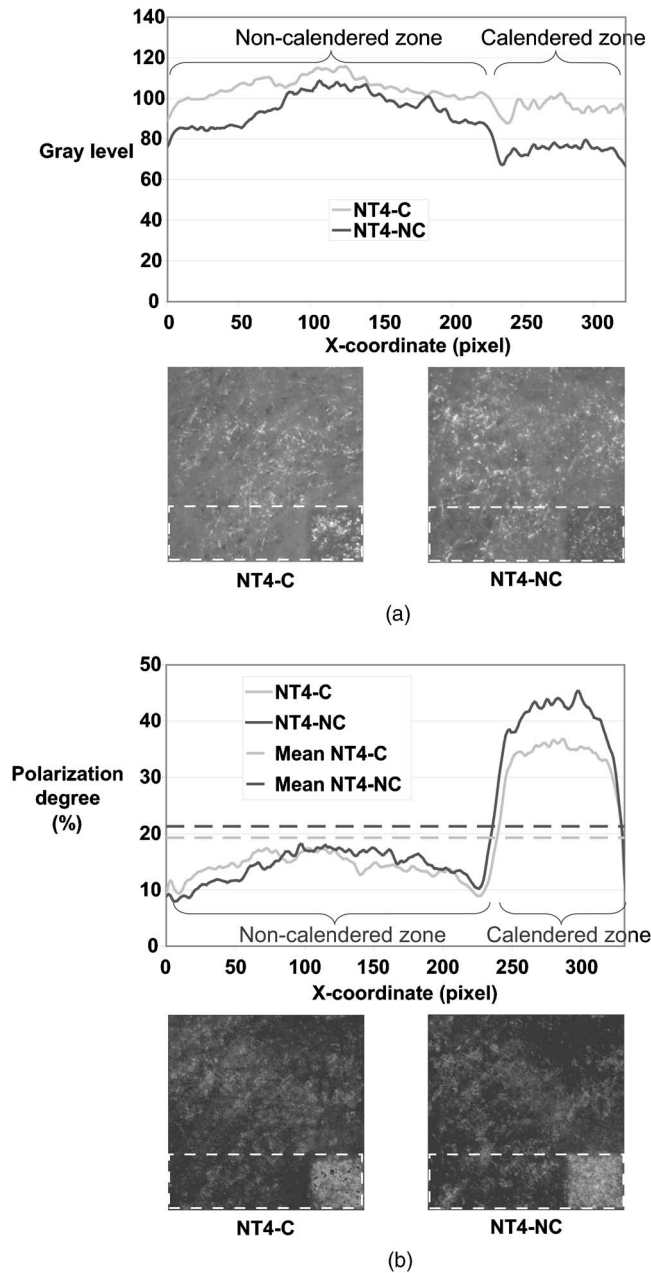 140
Non-calendered zone Calendered zone
120
100
80
Gray level
60
NT4-C
NT4-NC
40
20
0
0 50 100 150 200 250 300
X-coordinate (pixel)
NT4-C NT4-NC
(a)
50
NT4-C
NT4-NC
Mean NT4-C
Mean NT4-NC
40
Polarization
degree
(%)
30
20
10
Non-calendered zone Calendered zone
0
0 50 100 150 200 250 300
X-coordinate (pixel)
NT4-C NT4-NC
(b)